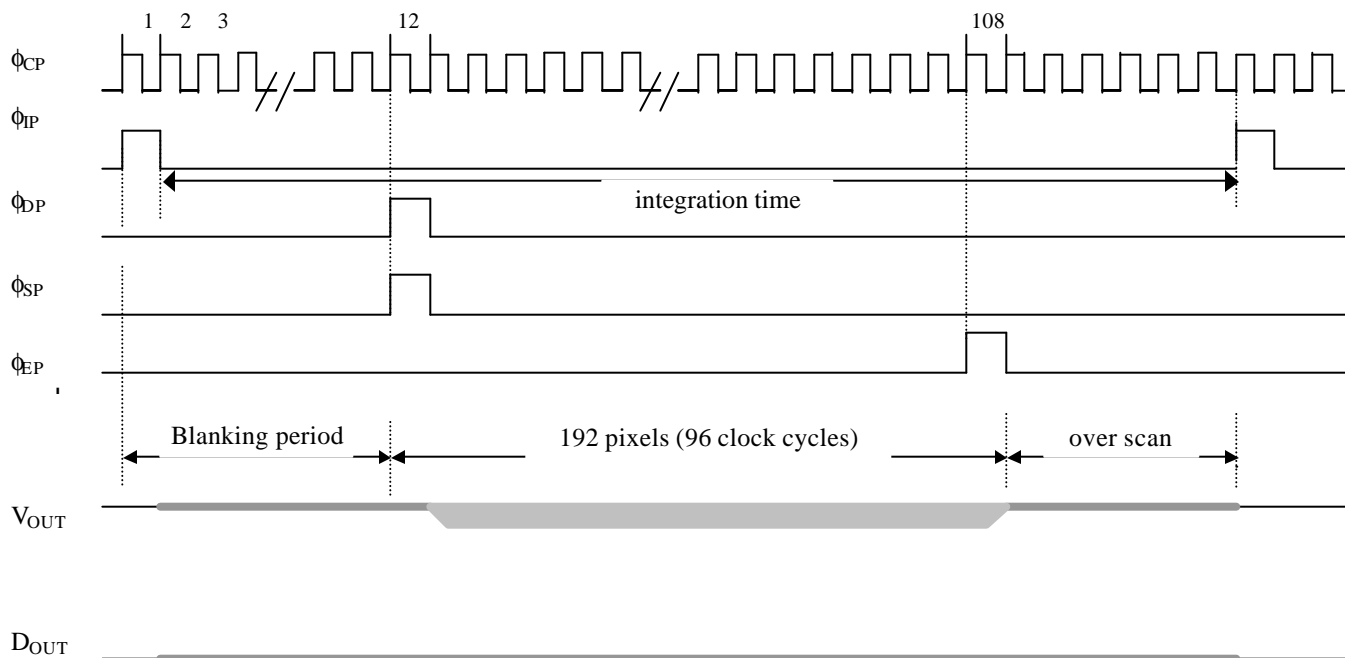 1 2 3 12 108
ϕCP
ϕIP
integration time
ϕDP
ϕSP
ϕEP
Blanking period 192 pixels (96 clock cycles) over scan
VOUT
DOUT